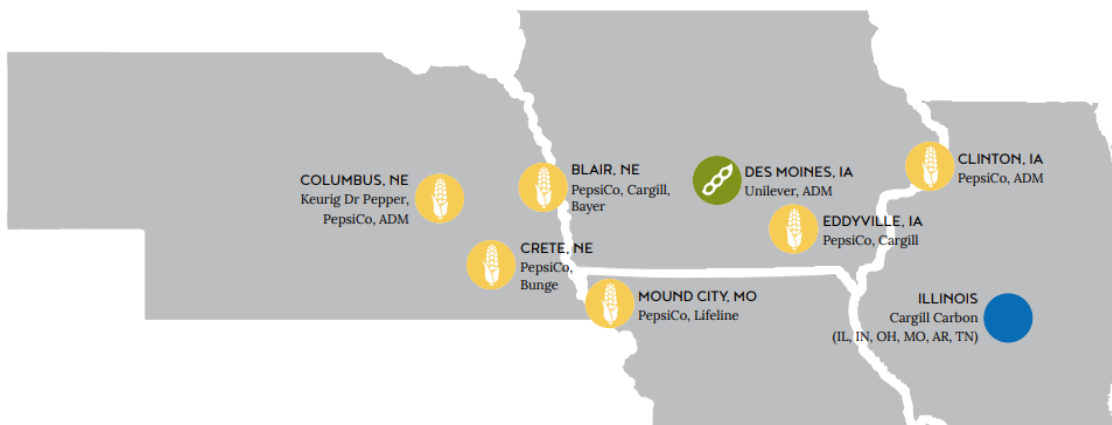 COLUMBUS, NE
Keurig Dr Pepper,
PepsiCo, ADM
BLAIR, NE
PepsiCo, Cargill,
Bayer
CRETE, NE
PepsiCo,
Bunge
MOUND CITY, MO
PepsiCo, Lifeline
DES MOINES, IA
Unilever, ADM
EDDYVILLE, IA
PepsiCo, Cargill
CLINTON, IA
PepsiCo, ADM
ILLINOIS
Cargill Carbon
(IL, IN, OH, MO, AR, TN)